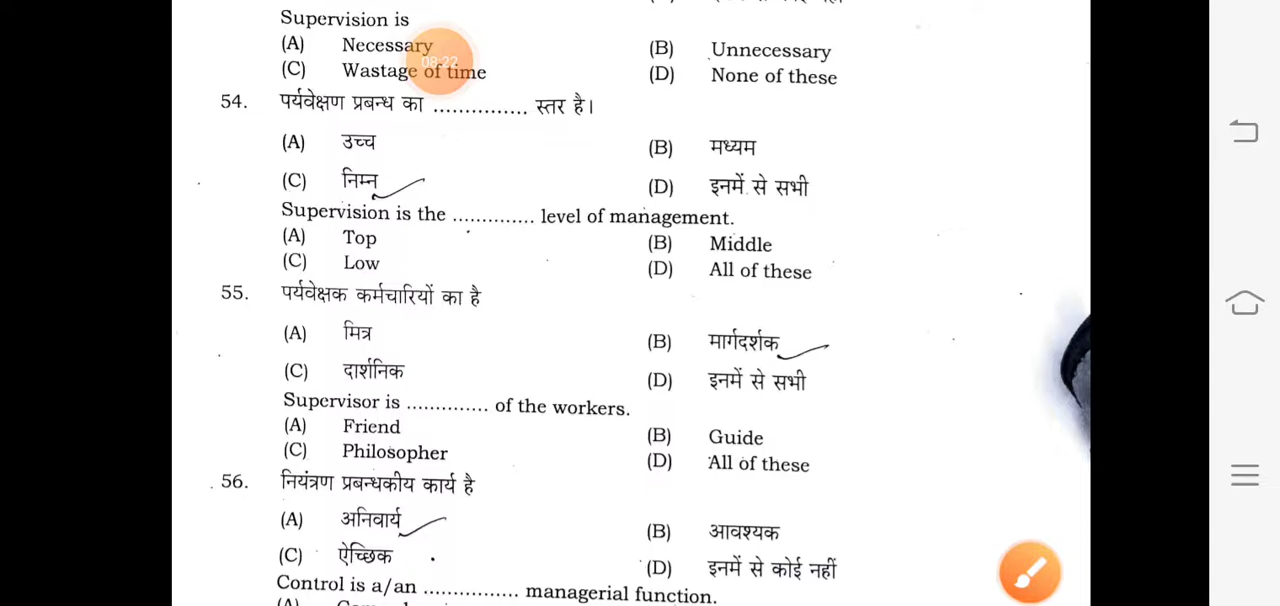 Supervision is
(A) Necessary (B) Unnecessary
(C) Wastage of time (D) None of these
08:22
54. पर्यवेक्षण प्रबन्ध का ............... स्तर है।
(A) उच्च (B) मध्यम
(C) निम्न (D) इनमें से सभी
Supervision is the .............. level of management.
(A) Top (B) Middle
(C) Low (D) All of these
55. पर्यवेक्षक कर्मचारियों का है
(A) मित्र (B) मार्गदर्शक
(C) दार्शनिक (D) इनमें से सभी
Supervisor is .............. of the workers.
(A) Friend (B) Guide
(C) Philosopher (D) All of these
56. नियंत्रण प्रबन्धकीय कार्य है
(A) अनिवार्य (B) आवश्यक
(C) ऐच्छिक (D) इनमें से कोई नहीं
Control is a/an ................ managerial function.